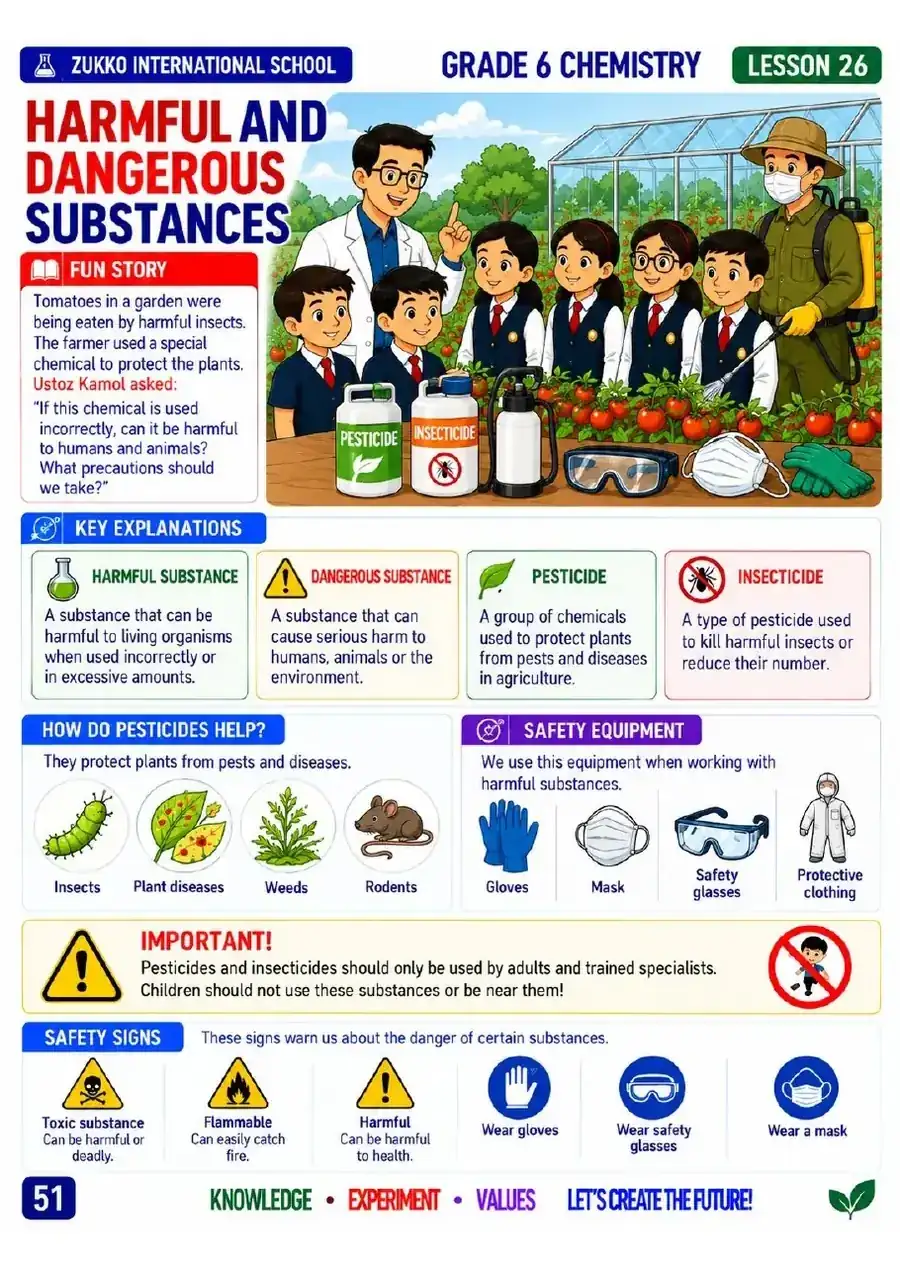 ZUKKO INTERNATIONAL SCHOOL
GRADE 6 CHEMISTRY
LESSON 26
HARMFUL AND
DANGEROUS
SUBSTANCES
FUN STORY
Tomatoes in a garden were
being eaten by harmful insects.
The farmer used a special
chemical to protect the plants.
Ustoz Kamol asked:
"If this chemical is used
incorrectly, can it be harmful
to humans and animals?
What precautions should
we take?"
PESTICIDE
INSECTICIDE
KEY EXPLANATIONS
HARMFUL SUBSTANCE
A substance that can be
harmful to living organisms
when used incorrectly or
in excessive amounts.
DANGEROUS SUBSTANCE
A substance that can
cause serious harm to
humans, animals or the
environment.
PESTICIDE
A group of chemicals
used to protect plants
from pests and diseases
in agriculture.
INSECTICIDE
A type of pesticide used
to kill harmful insects or
reduce their number.
HOW DO PESTICIDES HELP?
They protect plants from pests and diseases.
Insects
Plant diseases
Weeds
Rodents
SAFETY EQUIPMENT
We use this equipment when working with
harmful substances.
Gloves
Mask
Safety
glasses
Protective
clothing
IMPORTANT!
Pesticides and insecticides should only be used by adults and trained specialists.
Children should not use these substances or be near them!
SAFETY SIGNS
These signs warn us about the danger of certain substances.
Toxic substance
Can be harmful or
deadly.
Flammable
Can easily catch
fire.
Harmful
Can be harmful
to health.
Wear gloves
Wear safety
glasses
Wear a mask
51
KNOWLEDGE • EXPERIMENT • VALUES LET'S CREATE THE FUTURE!